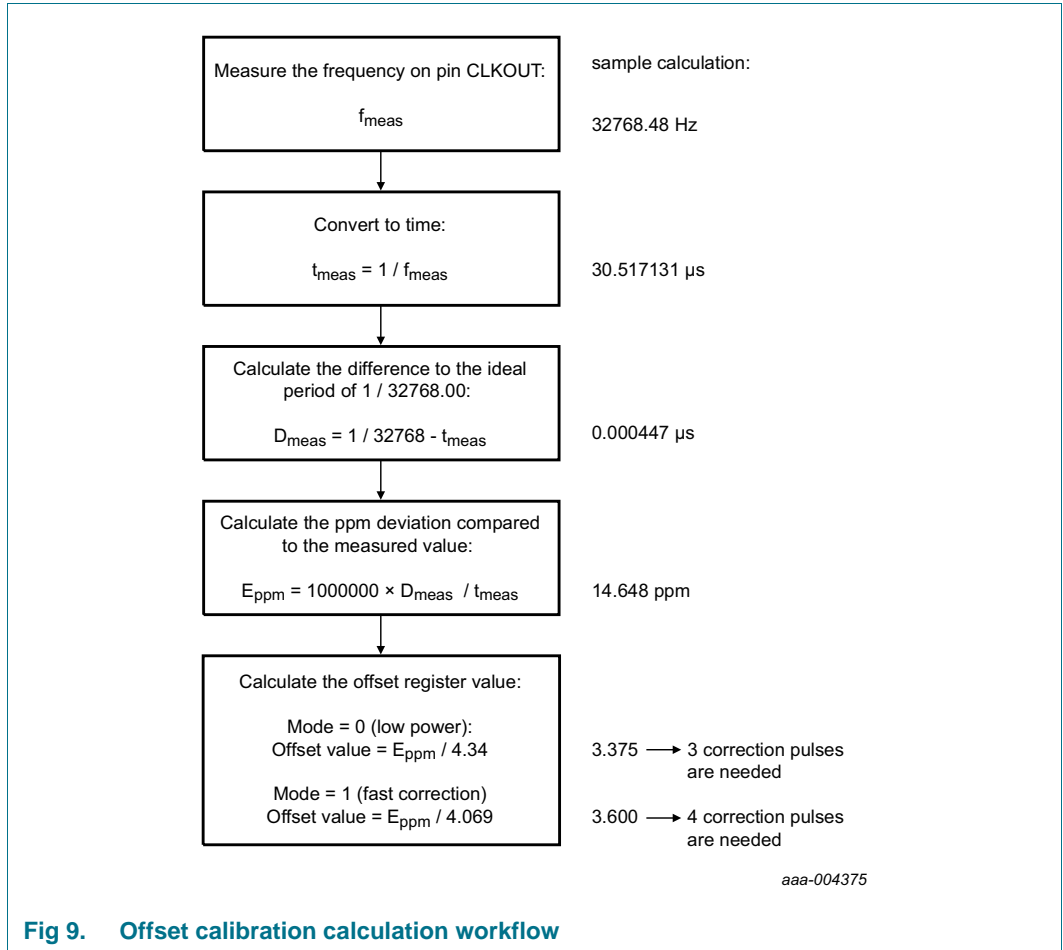 Measure the frequency on pin CLKOUT:
fmeas
sample calculation:
32768.48 Hz
Convert to time:
tmeas = 1 / fmeas
30.517131 µs
Calculate the difference to the ideal
period of 1 / 32768.00:
Dmeas = 1 / 32768 - tmeas
0.000447 µs
Calculate the ppm deviation compared
to the measured value:
Eppm = 1000000 × Dmeas / tmeas
14.648 ppm
Calculate the offset register value:
Mode = 0 (low power):
Offset value = Eppm / 4.34
3.375 → 3 correction pulses
are needed
Mode = 1 (fast correction)
Offset value = Eppm / 4.069
3.600 → 4 correction pulses
are needed
aaa-004375
Fig 9. Offset calibration calculation workflow